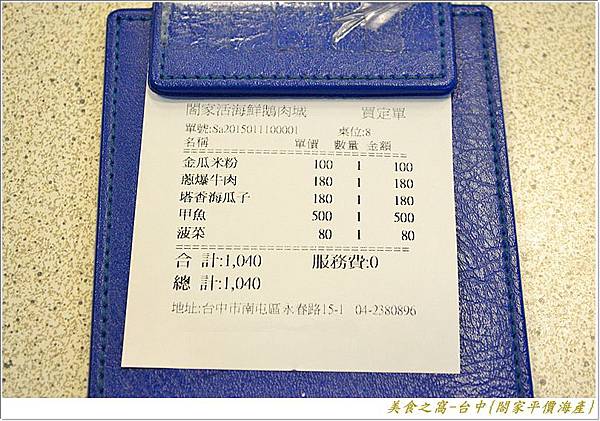 閤家活海鮮鵝肉城 買定單
單號:Sa2015011100001 桌位:8
名稱 單價 數量 金額
金瓜米粉 100 1 100
蔥爆牛肉 180 1 180
塔香海瓜子 180 1 180
甲魚 500 1 500
菠菜 80 1 80
合 計:1,040 服務費:0
總 計:1,040
地址:台中市南屯區永春路15-1 04-2380896
美食之窩-台中(閤家平價海產)